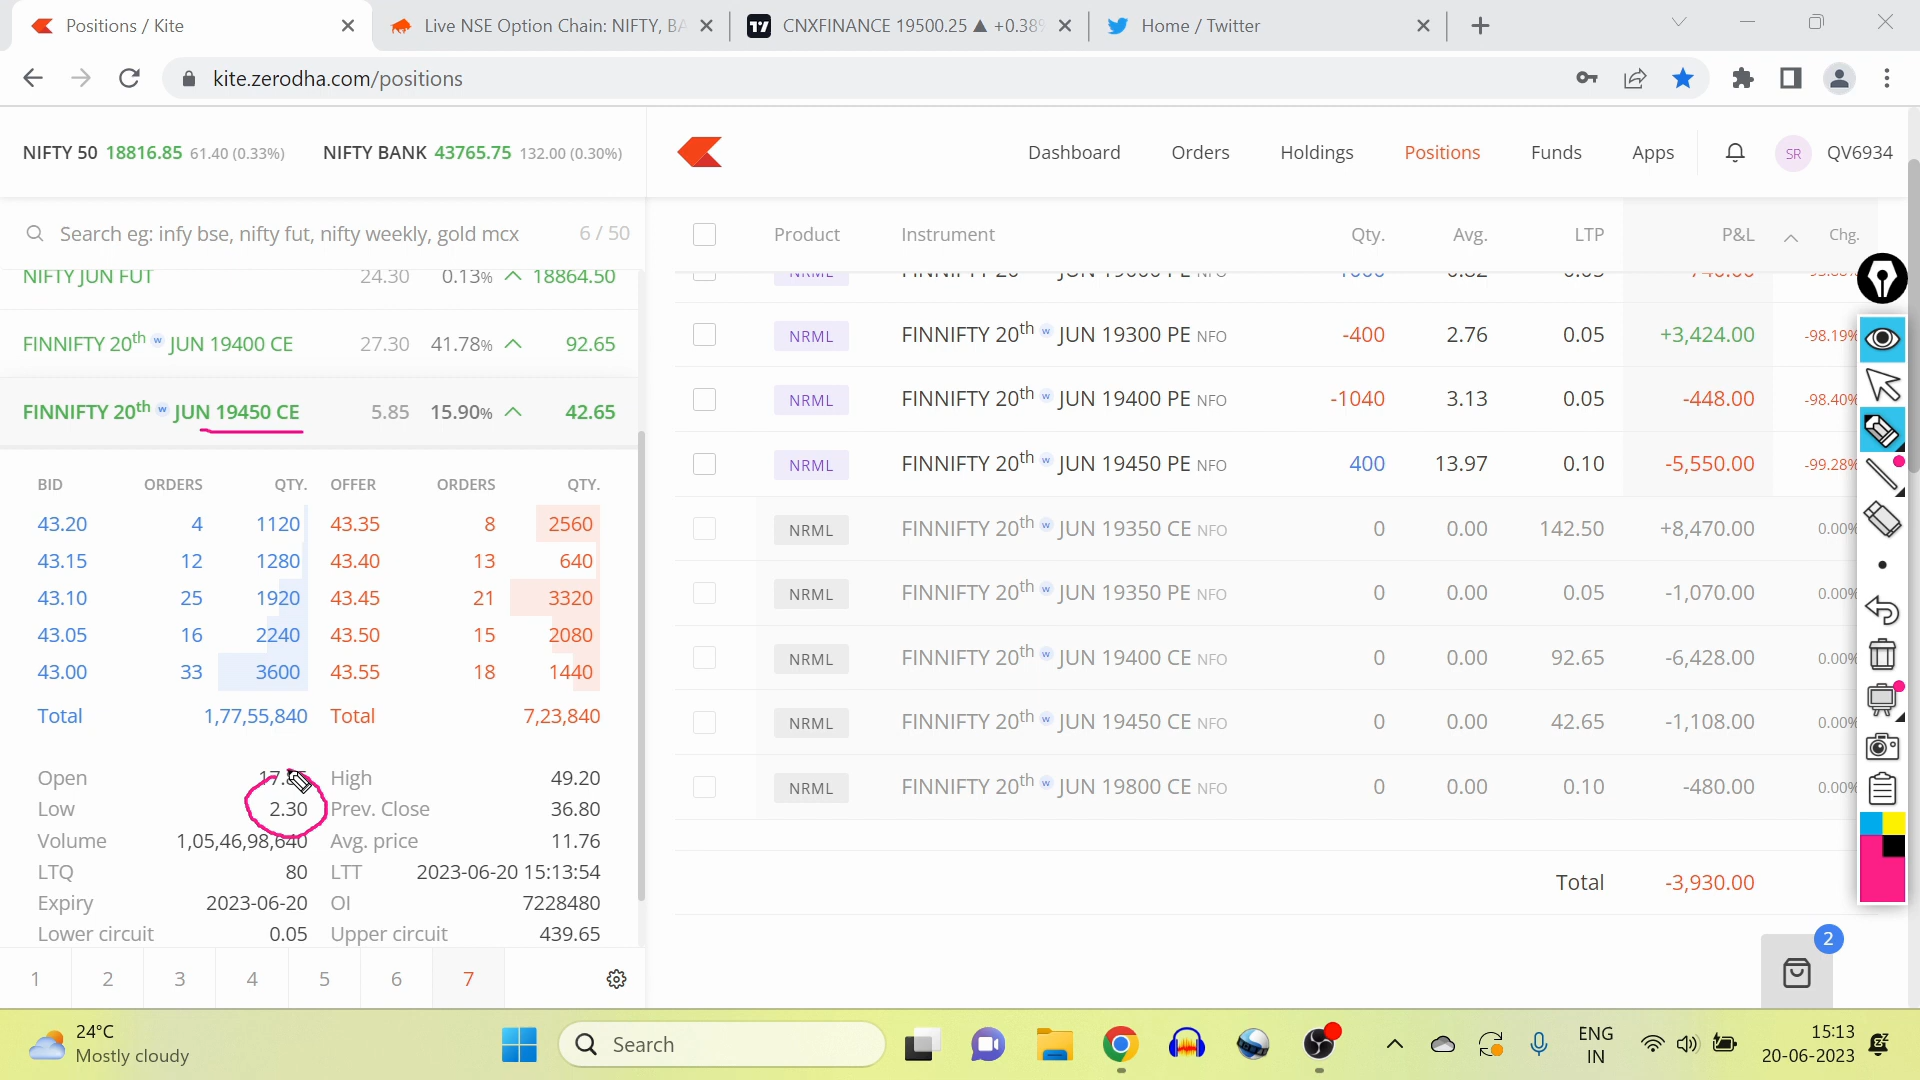 Positions / Kite
Live NSE Option Chain: NIFTY, BA
CNXFINANCE 19500.25 ▲ +0.38%
Home / Twitter
kite.zerodha.com/positions
NIFTY 50 18816.85 61.40 (0.33%) NIFTY BANK 43765.75 132.00 (0.30%)
Dashboard Orders Holdings Positions Funds Apps SR QV6934
Search eg: infy bse, nifty fut, nifty weekly, gold mcx 6 / 50
NIFTY JUN FUT 24.30 0.13% 18864.50
FINNIFTY 20th w JUN 19400 CE 27.30 41.78% 92.65
FINNIFTY 20th w JUN 19450 CE 5.85 15.90% 42.65
BID ORDERS QTY. OFFER ORDERS QTY.
43.20 4 1120 43.35 8 2560
43.15 12 1280 43.40 13 640
43.10 25 1920 43.45 21 3320
43.05 16 2240 43.50 15 2080
43.00 33 3600 43.55 18 1440
Total 1,77,55,840 Total 7,23,840
Open High 49.20
Low 2.30 Prev. Close 36.80
Volume 1,05,46,98,640 Avg. price 11.76
LTQ 80 LTT 2023-06-20 15:13:54
Expiry 2023-06-20 OI 7228480
Lower circuit 0.05 Upper circuit 439.65
1 2 3 4 5 6 7
Product Instrument Qty. Avg. LTP P&L Chg.
NRML FINNIFTY 20th w JUN 19300 PE NFO -400 2.76 0.05 +3,424.00 -98.19%
NRML FINNIFTY 20th w JUN 19400 PE NFO -1040 3.13 0.05 -448.00 -98.40%
NRML FINNIFTY 20th w JUN 19450 PE NFO 400 13.97 0.10 -5,550.00 -99.28%
NRML FINNIFTY 20th w JUN 19350 CE NFO 0 0.00 142.50 +8,470.00 0.00%
NRML FINNIFTY 20th w JUN 19350 PE NFO 0 0.00 0.05 -1,070.00 0.00%
NRML FINNIFTY 20th w JUN 19400 CE NFO 0 0.00 92.65 -6,428.00 0.00%
NRML FINNIFTY 20th w JUN 19450 CE NFO 0 0.00 42.65 -1,108.00 0.00%
NRML FINNIFTY 20th w JUN 19800 CE NFO 0 0.00 0.10 -480.00 0.00%
Total -3,930.00
2
24°C
Mostly cloudy
Search
ENG
IN
15:13
20-06-2023